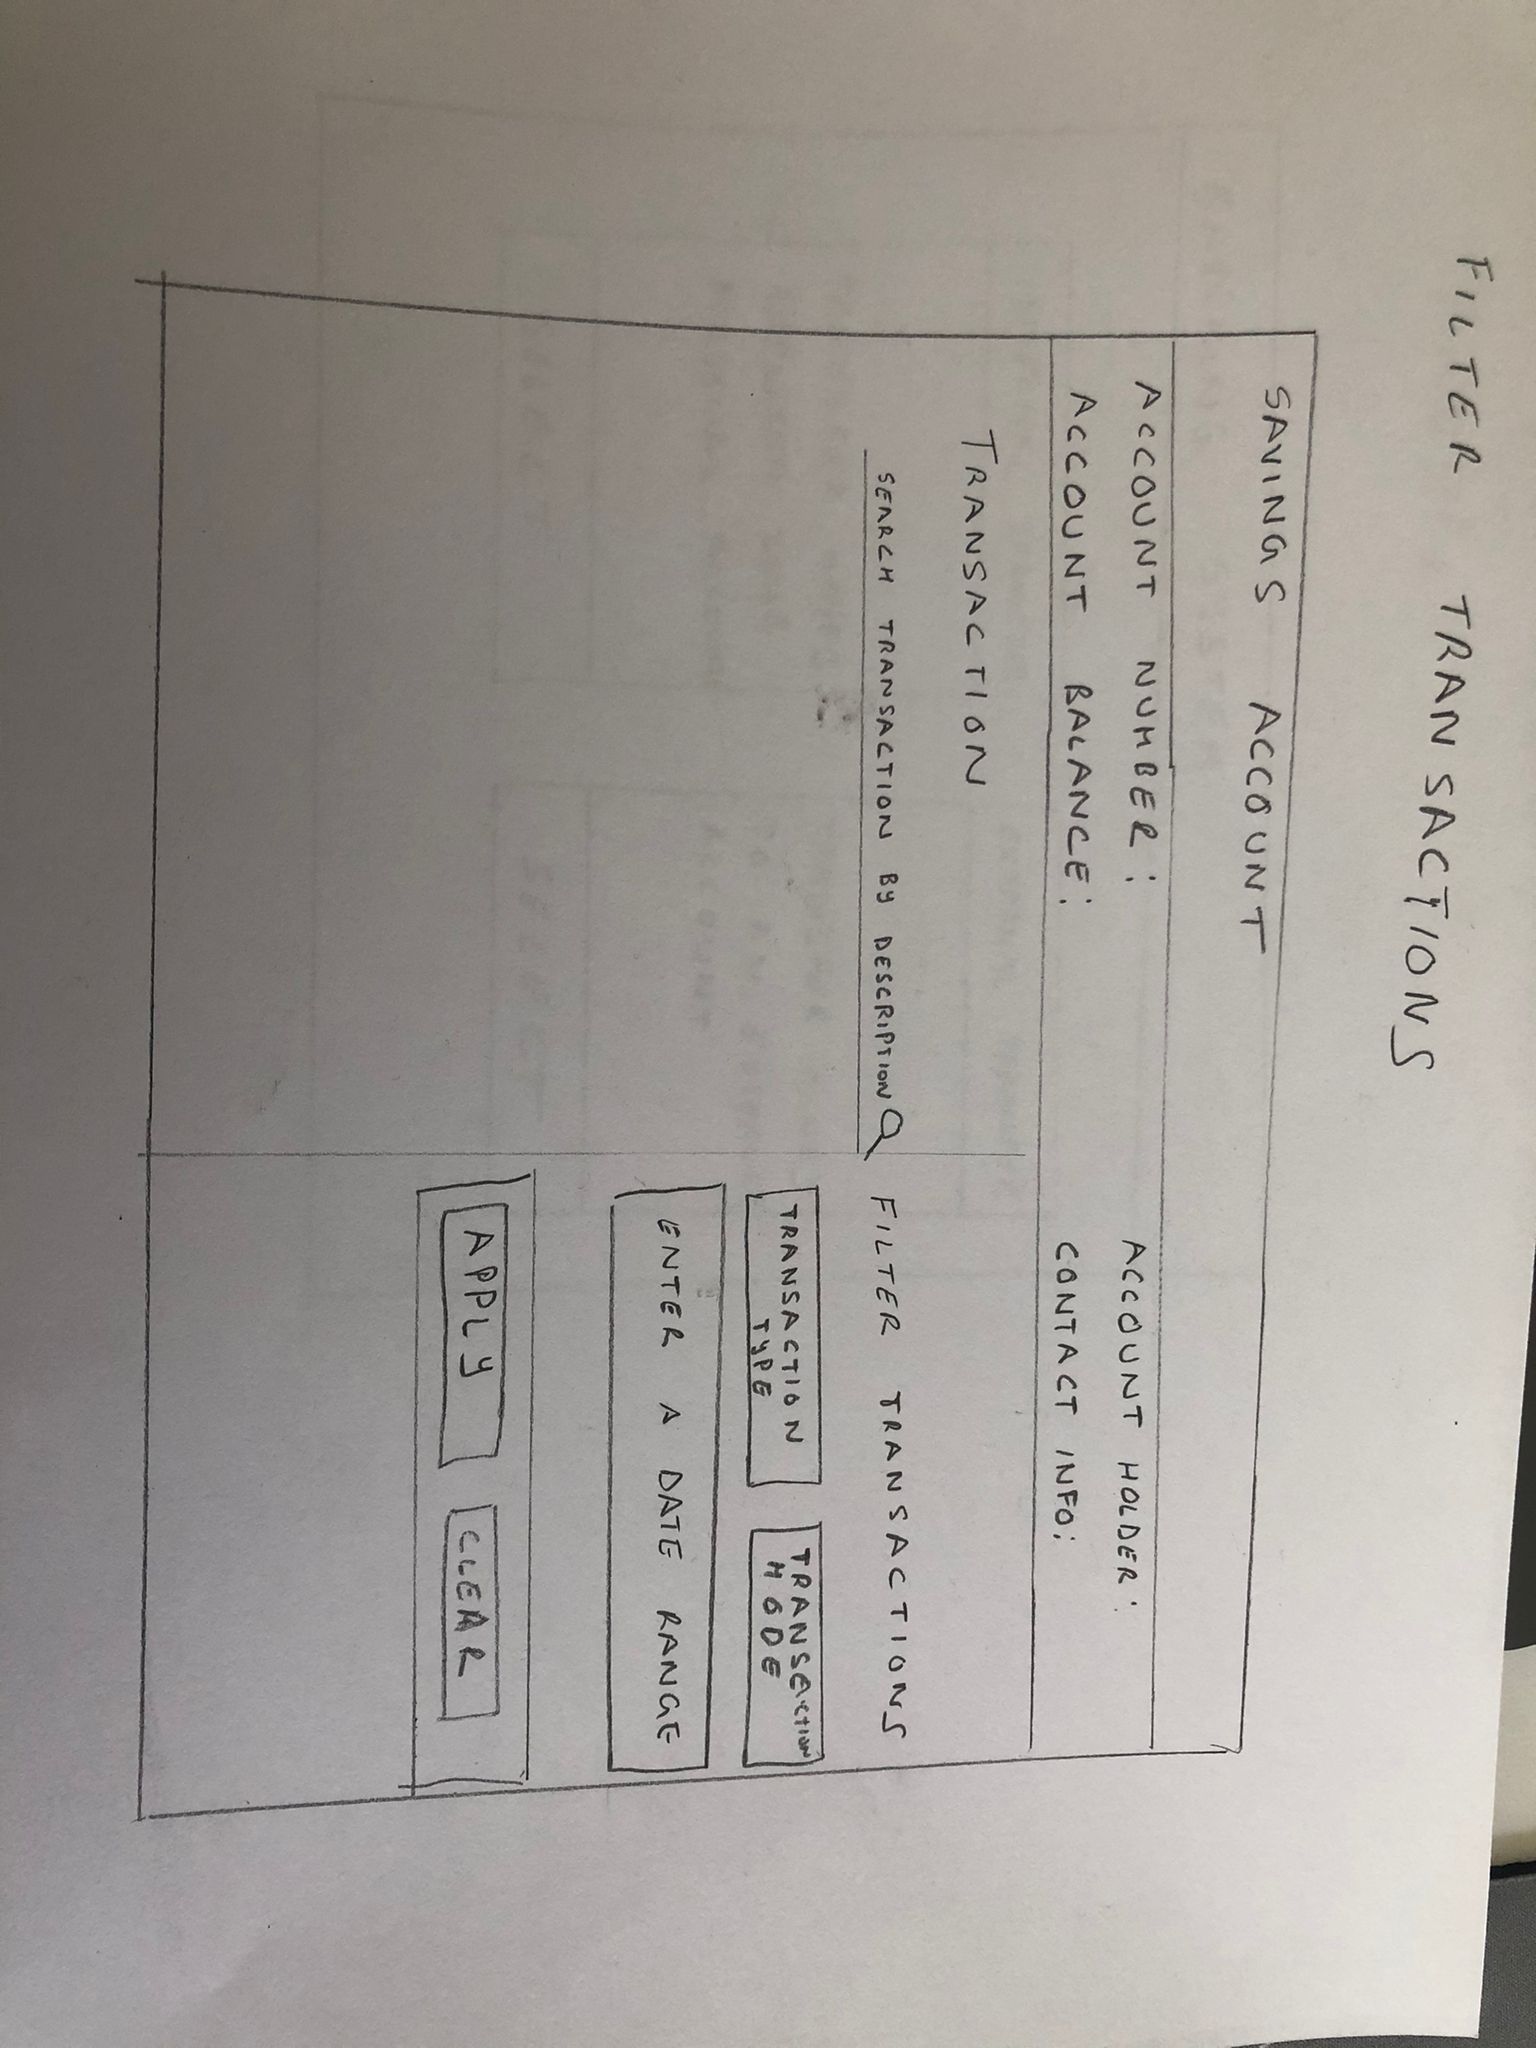 FILTER TRANSACTIONS
SAVINGS ACCOUNT
ACCOUNT NUMBER:
ACCOUNT HOLDER:
ACCOUNT BALANCE:
CONTACT INFO:
TRANSACTION
SEARCH TRANSACTION BY DESCRIPTION
FILTER TRANSACTIONS
TRANSACTION
TYPE
TRANSEACTION
MODE
ENTER A DATE RANGE
APPLY
CLEAR